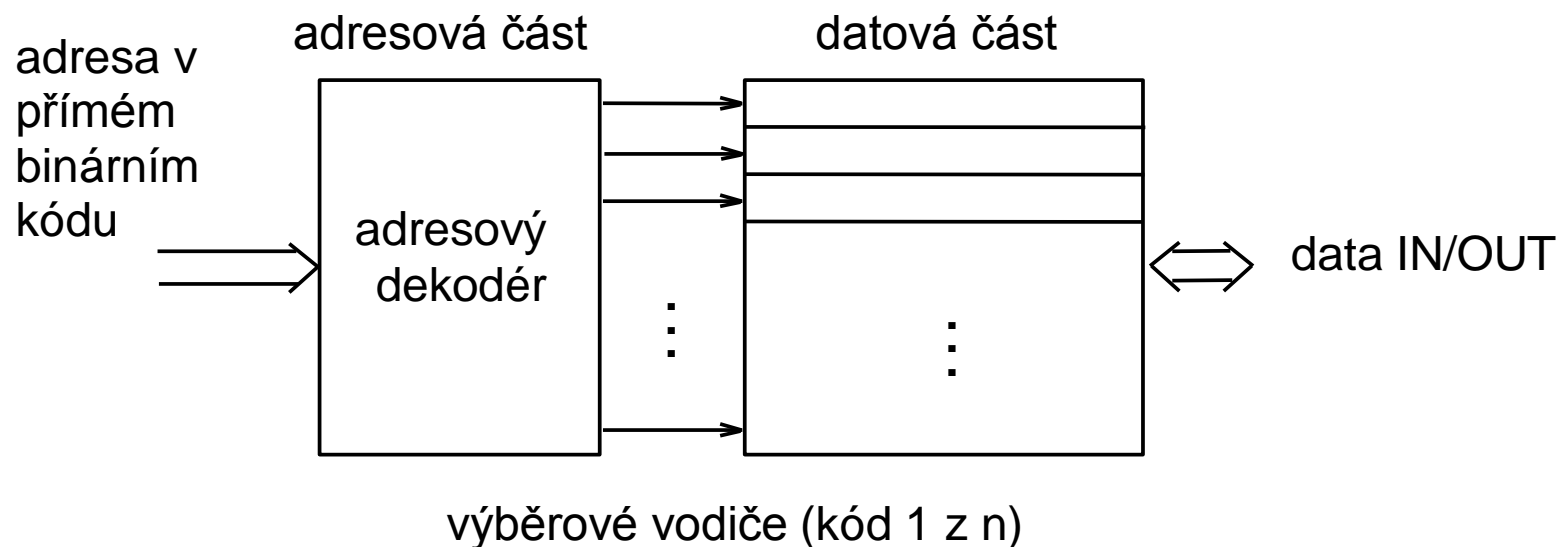 adresová část
datová část
adresa v
přímém
binárním
kódu
adresový
dekodér
data IN/OUT
výběrové vodiče (kód 1 z n)